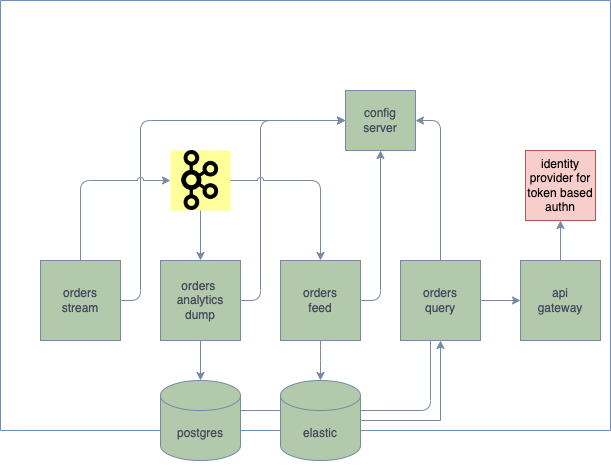 config
server
identity
provider for
token based
authn
orders
stream
orders
analytics
dump
orders
feed
orders
query
api
gateway
postgres
elastic